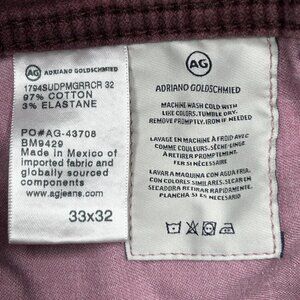 AG
ADRIANO GOLDSCHMIED
1794SUDPMGRRCR 32
97% COTTON
3% ELASTANE
PO#AG-43708
BM9429
Made in Mexico of
imported fabric and
globally sourced
components
www.agjeans.com
33x32
AG
ADRIANO GOLDSCHMIED
MACHINE WASH COLD WITH
LIKE COLORS. TUMBLE DRY.
REMOVE PROMPTLY. IRON IF NEEDED.
LAVAGE EN MACHINE À FROID AVEC
COMME COULEURS. SÈCHE-LINGE
À RETIRER PROMPTEMENT.
FER SI NÉCESSAIRE
LAVAR A MAQUINA CON AGUA FRIA
CON COLORES SIMILARES. SECAR EN
SECADORA. RETIRAR RAPIDAMENTE.
PLANCHA SI ES NECESARIO